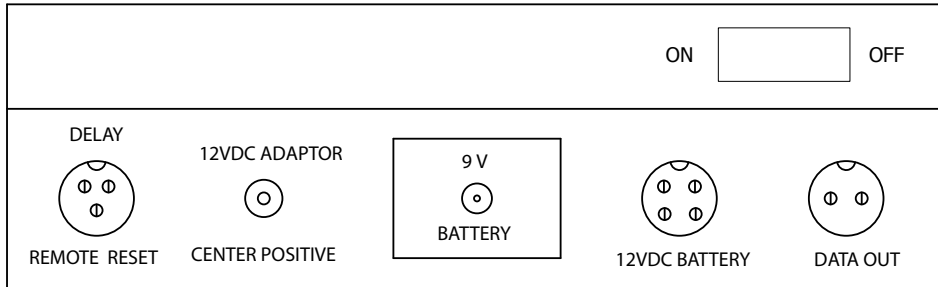 ON OFF
DELAY
REMOTE RESET
12VDC ADAPTOR
CENTER POSITIVE
9 V
BATTERY
12VDC BATTERY
DATA OUT